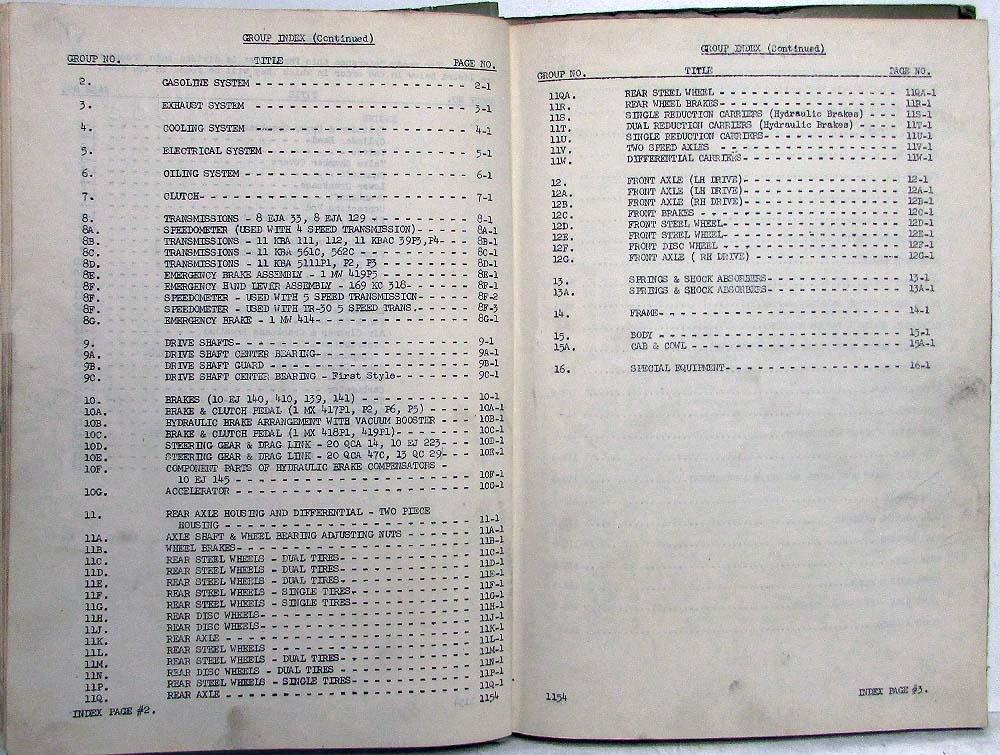 GROUP INDEX (Continued)
GROUP NO. TITLE PAGE NO.
2. GASOLINE SYSTEM - - - - - - - - - - - - - - - - - - - - 2-1
3. EXHAUST SYSTEM - - - - - - - - - - - - - - - - - - - - 3-1
4. COOLING SYSTEM - - - - - - - - - - - - - - - - - - - - 4-1
5. ELECTRICAL SYSTEM - - - - - - - - - - - - - - - - - - - 5-1
6. OILING SYSTEM - - - - - - - - - - - - - - - - - - - - 6-1
7. CLUTCH- - - - - - - - - - - - - - - - - - - - - - - - 7-1
8. TRANSMISSIONS - 8 EJA 33, 8 EJA 129 - - - - - - - - - - 8-1
8A. SPEEDOMETER (USED WITH 4 SPEED TRANSMISSION)- - - - - - 8A-1
8B. TRANSMISSIONS - 11 KBA 111, 112, 11 KBAC 39P3,P4- - - - 8B-1
8C. TRANSMISSIONS - 11 KBA 561C, 562C - - - - - - - - - - - 8C-1
8D. TRANSMISSIONS - 11 KBA 5111P1, P2, P3 - - - - - - - - - 8D-1
8E. EMERGENCY BRAKE ASSEMBLY - 1 MW 419P5 - - - - - - - - - 8E-1
8F. EMERGENCY HAND LEVER ASSEMBLY - 169 KC 318- - - - - - - 8F-1
8F. SPEEDOMETER - USED WITH 5 SPEED TRANSMISSION- - - - - - 8F-2
8F. SPEEDOMETER - USED WITH TR-30 5 SPEED TRANS.- - - - - - 8F-3
8G. EMERGENCY BRAKE - 1 MW 414- - - - - - - - - - - - - - - 8G-1
9. DRIVE SHAFTS- - - - - - - - - - - - - - - - - - - - - - 9-1
9A. DRIVE SHAFT CENTER BEARING- - - - - - - - - - - - - - - 9A-1
9B. DRIVE SHAFT GUARD - - - - - - - - - - - - - - - - - - - 9B-1
9C. DRIVE SHAFT CENTER BEARING - First Style- - - - - - - - 9C-1
10. BRAKES (10 EJ 140, 410, 139, 141) - - - - - - - - - - - 10-1
10A. BRAKE & CLUTCH PEDAL (1 MX 417P1, P2, P6, P5) - - - - - 10A-1
10B. HYDRAULIC BRAKE ARRANGEMENT WITH VACUUM BOOSTER - - - - 10B-1
10C. BRAKE & CLUTCH PEDAL (1 MX 418P1, 419P1)- - - - - - - - 10C-1
10D. STEERING GEAR & DRAG LINK - 20 QCA 14, 10 EJ 223- - - - 10D-1
10E. STEERING GEAR & DRAG LINK - 20 QCA 47C, 13 QC 29- - - - 10E-1
10F. COMPONENT PARTS OF HYDRAULIC BRAKE COMPENSATORS -
10 EJ 145 - - - - - - - - - - - - - - - - - - - - - - 10F-1
10G. ACCELERATOR - - - - - - - - - - - - - - - - - - - - - - 10G-1
11. REAR AXLE HOUSING AND DIFFERENTIAL - TWO PIECE
HOUSING - - - - - - - - - - - - - - - - - - - - - - - 11-1
11A. AXLE SHAFT & WHEEL BEARING ADJUSTING NUTS - - - - - - - 11A-1
11B. WHEEL BRAKES- - - - - - - - - - - - - - - - - - - - - - 11B-1
11C. REAR STEEL WHEELS - DUAL TIRES- - - - - - - - - - - - - 11C-1
11D. REAR STEEL WHEELS - DUAL TIRES- - - - - - - - - - - - - 11D-1
11E. REAR STEEL WHEELS - DUAL TIRES- - - - - - - - - - - - - 11E-1
11F. REAR STEEL WHEELS - SINGLE TIRES- - - - - - - - - - - - 11F-1
11G. REAR STEEL WHEELS - SINGLE TIRES- - - - - - - - - - - - 11G-1
11H. REAR DISC WHEELS- - - - - - - - - - - - - - - - - - - - 11H-1
11J. REAR DISC WHEELS- - - - - - - - - - - - - - - - - - - - 11J-1
11K. REAR AXLE - - - - - - - - - - - - - - - - - - - - - - - 11K-1
11L. REAR STEEL WHEELS - - - - - - - - - - - - - - - - - - - 11L-1
11M. REAR STEEL WHEELS - DUAL TIRES- - - - - - - - - - - - - 11M-1
11N. REAR DISC WHEELS - DUAL TIRES - - - - - - - - - - - - - 11N-1
11P. REAR STEEL WHEELS - SINGLE TIRES- - - - - - - - - - - - 11P-1
11Q. REAR AXLE - - - - - - - - - - - - - - - - - - - - - - - 11Q-1
INDEX PAGE #2. 1154
GROUP INDEX (Continued)
GROUP NO. TITLE PAGE NO.
11QA. REAR STEEL WHEEL- - - - - - - - - - - - - - - 11QA-1
11R. REAR WHEEL BRAKES- - - - - - - - - - - - - - 11R-1
11S. SINGLE REDUCTION CARRIERS (Hydraulic Brakes) - - - 11S-1
11T. DUAL REDUCTION CARRIERS (Hydraulic Brakes) - - - - 11T-1
11U. SINGLE REDUCTION CARRIERS- - - - - - - - - - - - 11U-1
11V. TWO SPEED AXLES - - - - - - - - - - - - - - - 11V-1
11W. DIFFERENTIAL CARRIERS- - - - - - - - - - - - - 11W-1
12. FRONT AXLE (LH DRIVE)- - - - - - - - - - - - - 12-1
12A. FRONT AXLE (LH DRIVE)- - - - - - - - - - - - - 12A-1
12B. FRONT AXLE (RH DRIVE)- - - - - - - - - - - - - 12B-1
12C. FRONT BRAKES - - - - - - - - - - - - - - - - - 12C-1
12D. FRONT STEEL WHEEL- - - - - - - - - - - - - - - 12D-1
12E. FRONT STEEL WHEEL- - - - - - - - - - - - - - - 12E-1
12F. FRONT DISC WHEEL - - - - - - - - - - - - - - - 12F-1
12G. FRONT AXLE ( RH DRIVE) - - - - - - - - - - - - 12G-1
13. SPRINGS & SHOCK ABSORBERS- - - - - - - - - - - - 13-1
13A. SPRINGS & SHOCK ABSORBERS- - - - - - - - - - - - 13A-1
14. FRAME- - - - - - - - - - - - - - - - - - - - - 14-1
15. BODY - - - - - - - - - - - - - - - - - - - - - 15-1
15A. CAB & COWL - - - - - - - - - - - - - - - - - - 15A-1
16. SPECIAL EQUIPMENT- - - - - - - - - - - - - - - 16-1
1154 INDEX PAGE #3.